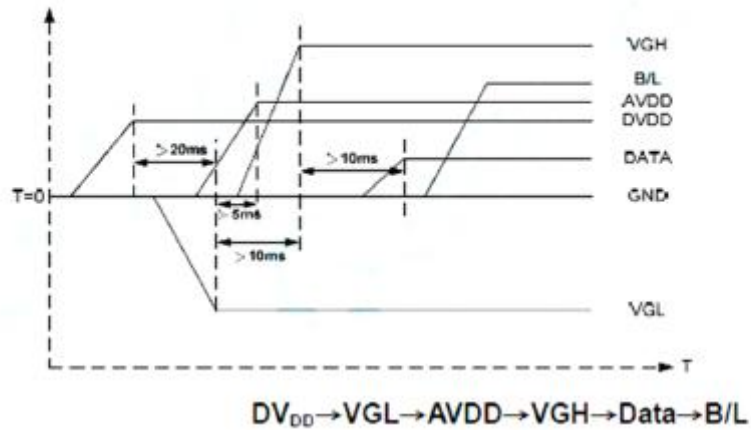 VGH
B/L
AVDD
DVDD
>20ms
>10ms
DATA
T=0
GND
>5ms
>10ms
VGL
T
DVDD→VGL→AVDD→VGH→Data→B/L